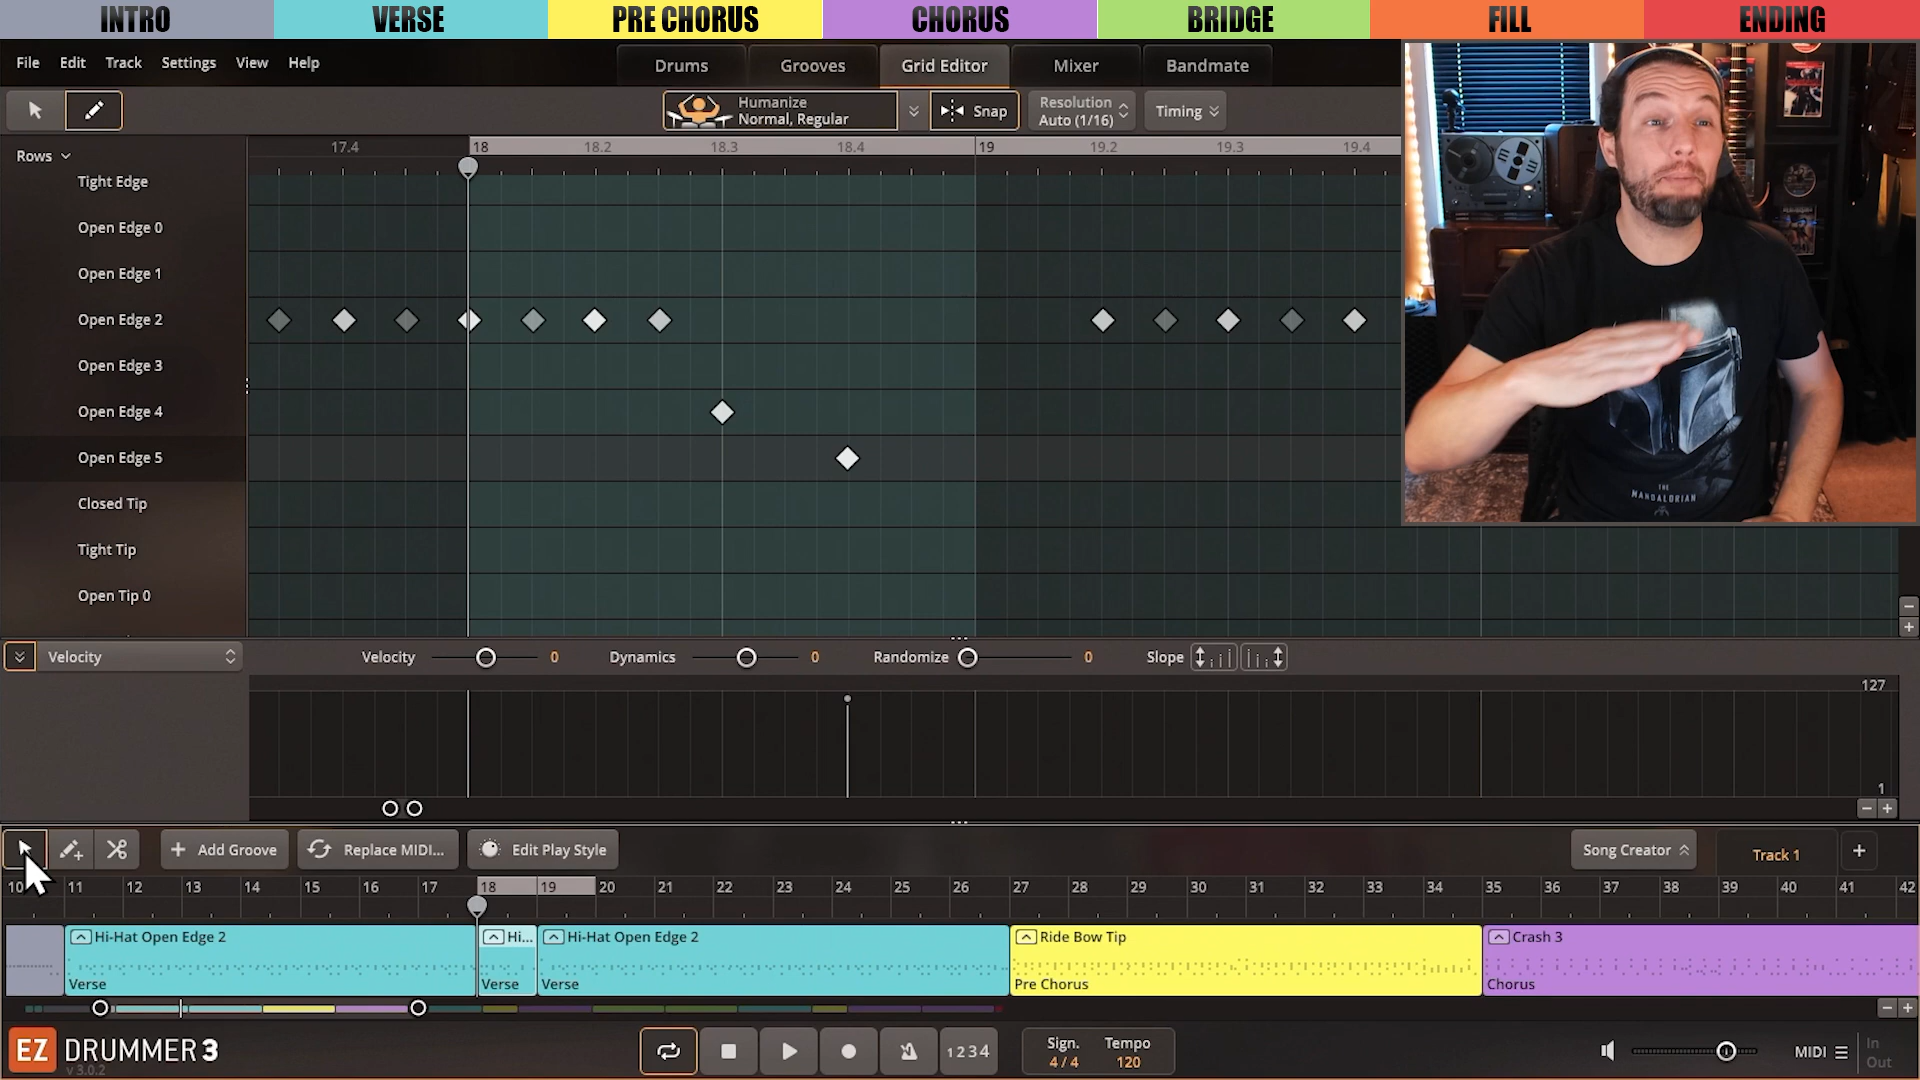 INTRO VERSE PRE CHORUS CHORUS BRIDGE FILL ENDING
File Edit Track Settings View Help
Drums Grooves Grid Editor Mixer Bandmate
Humanize
Normal, Regular
Snap
Resolution
Auto (1/16)
Timing
Rows
17.4 18 18.2 18.3 18.4 19 19.2 19.3 19.4
Tight Edge
Open Edge 0
Open Edge 1
Open Edge 2
Open Edge 3
Open Edge 4
Open Edge 5
Closed Tip
Tight Tip
Open Tip 0
THE
MANDALORIAN
Velocity
Velocity 0 Dynamics 0 Randomize 0 Slope
127
1
Add Groove Replace MIDI... Edit Play Style Song Creator Track 1
10 11 12 13 14 15 16 17 18 19 20 21 22 23 24 25 26 27 28 29 30 31 32 33 34 35 36 37 38 39 40 41 42
Hi-Hat Open Edge 2 Hi... Hi-Hat Open Edge 2 Ride Bow Tip Crash 3
Verse Verse Verse Pre Chorus Chorus
EZ DRUMMER 3
v 3.0.2
1234
Sign.
4/4
Tempo
120
MIDI
In
Out